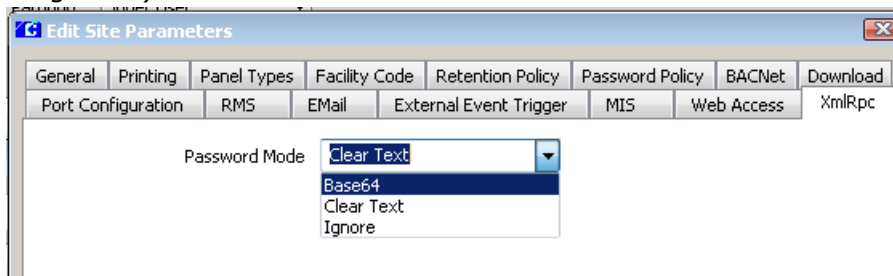 Edit Site Parameters
General Printing Panel Types Facility Code Retention Policy Password Policy BACNet Download
Port Configuration RMS EMail External Event Trigger MIS Web Access XmlRpc
Password Mode Clear Text
Base64
Clear Text
Ignore